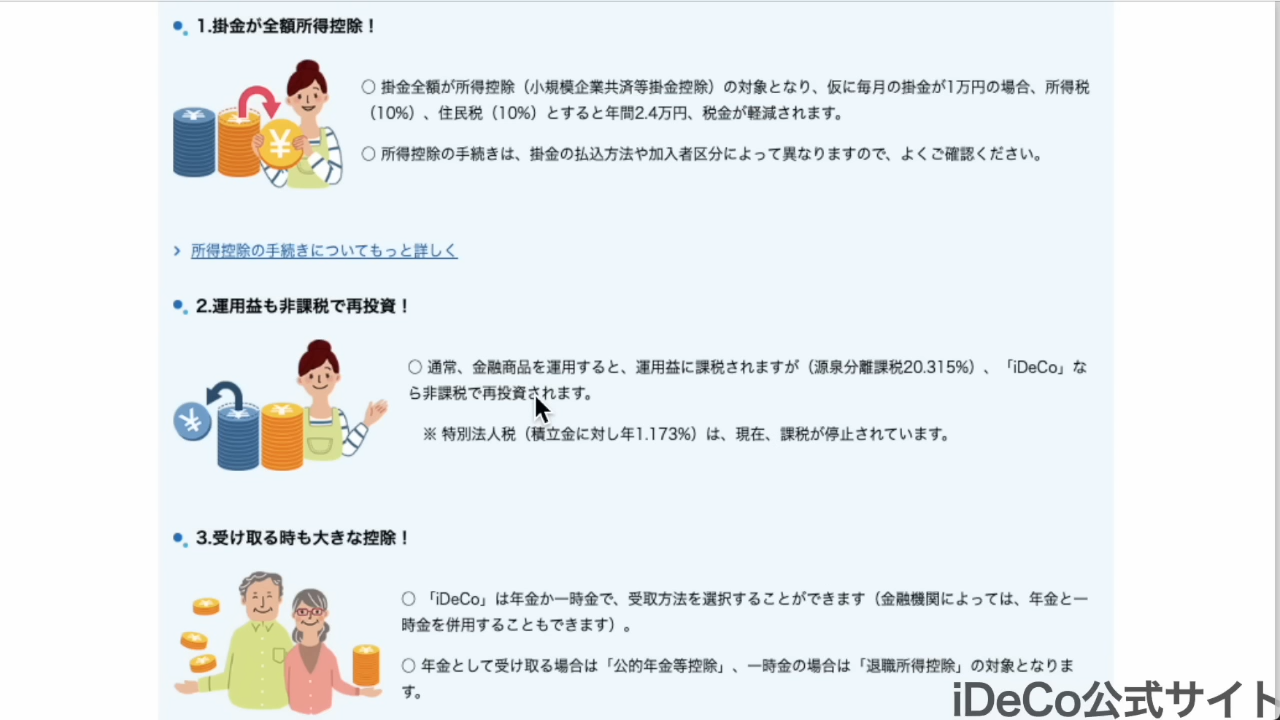 1.掛金が全額所得控除！
○ 掛金全額が所得控除（小規模企業共済等掛金控除）の対象となり、仮に毎月の掛金が1万円の場合、所得税
（10%）、住民税（10%）とすると年間2.4万円、税金が軽減されます。
○ 所得控除の手続きは、掛金の払込方法や加入者区分によって異なりますので、よくご確認ください。
› 所得控除の手続きについてもっと詳しく
2.運用益も非課税で再投資！
○ 通常、金融商品を運用すると、運用益に課税されますが（源泉分離課税20.315%）、「iDeCo」な
ら非課税で再投資されます。
※ 特別法人税（積立金に対し年1.173%）は、現在、課税が停止されています。
3.受け取る時も大きな控除！
○ 「iDeCo」は年金か一時金で、受取方法を選択することができます（金融機関によっては、年金と一
時金を併用することもできます）。
○ 年金として受け取る場合は「公的年金等控除」、一時金の場合は「退職所得控除」の対象となりま
す。
iDeCo公式サイト